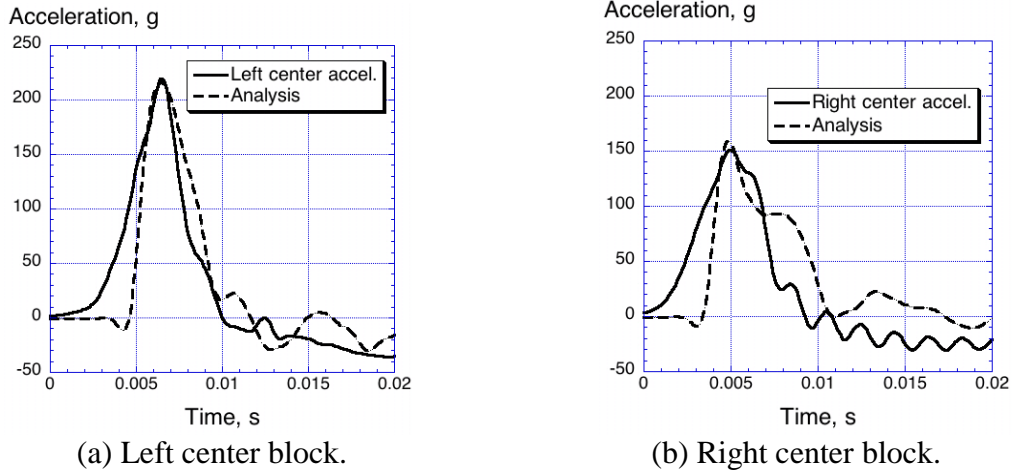 Acceleration, g
250
200
150
100
50
0
-50
Left center accel.
Analysis
0 0.005 0.01 0.015 0.02
Time, s
(a) Left center block.
Acceleration, g
250
200
150
100
50
0
-50
Right center accel.
Analysis
0 0.005 0.01 0.015 0.02
Time, s
(b) Right center block.